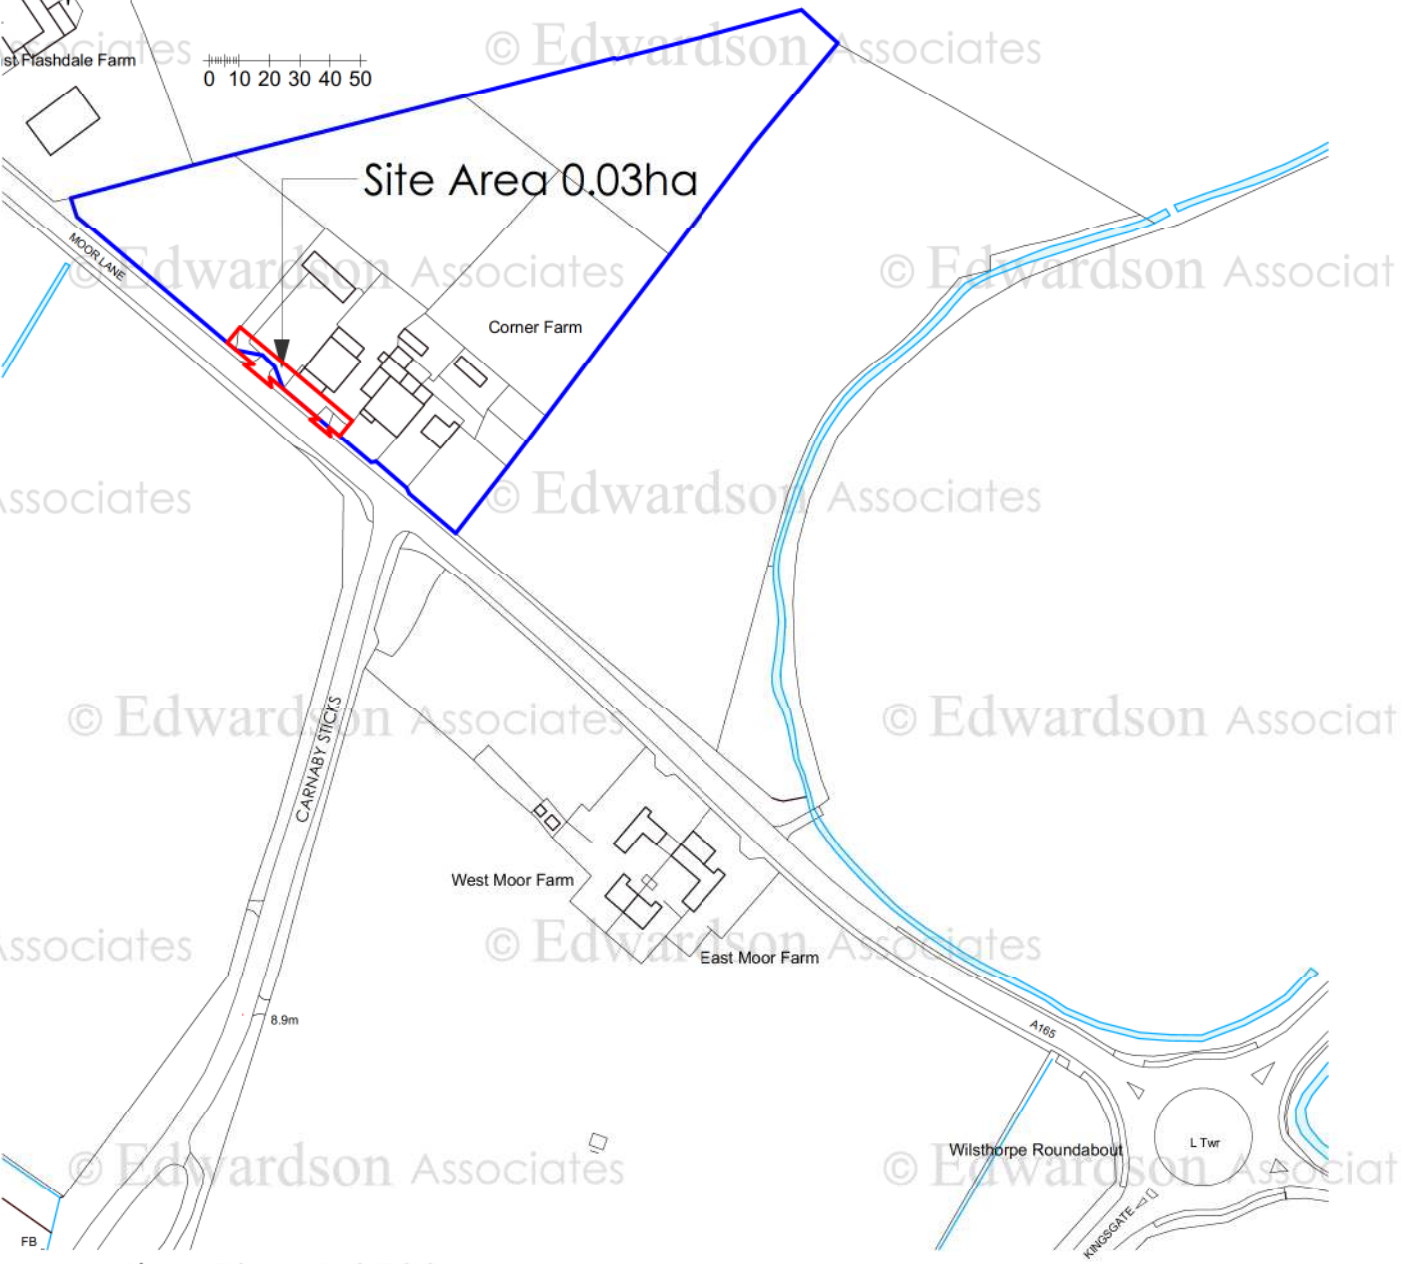 © Edwardson Associates
Associates
st Flashdale Farm
0 10 20 30 40 50
Site Area 0.03ha
MOOR LANE
© Edwardson Associates
© Edwardson Associat
Corner Farm
Associates
© Edwardson Associates
© Edwardson Associates
© Edwardson Associat
CARNABY STICKS
West Moor Farm
Associates
© Edwardson Associates
East Moor Farm
8.9m
A165
Wilsthorpe Roundabout
L Twr
© Edwardson Associates
© Edwardson Associat
KINGSGATE
FB